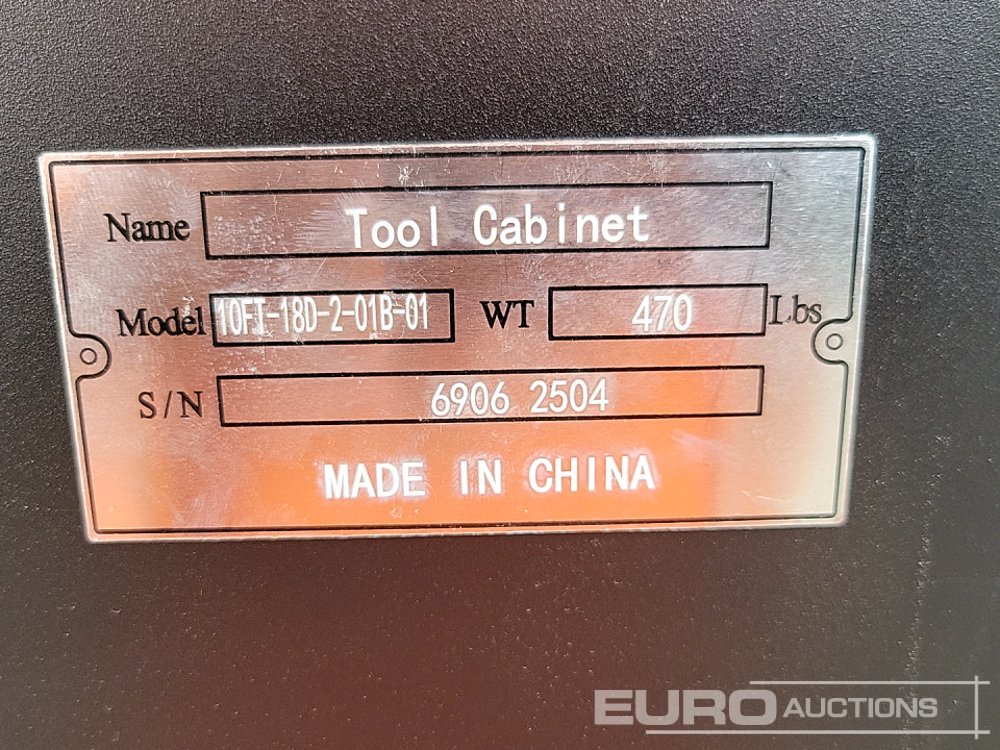 Name Tool Cabinet
Model 10FT-18D-2-01B-01 WT 470 Lbs
S/N 6906 2504
MADE IN CHINA
EURO AUCTIONS